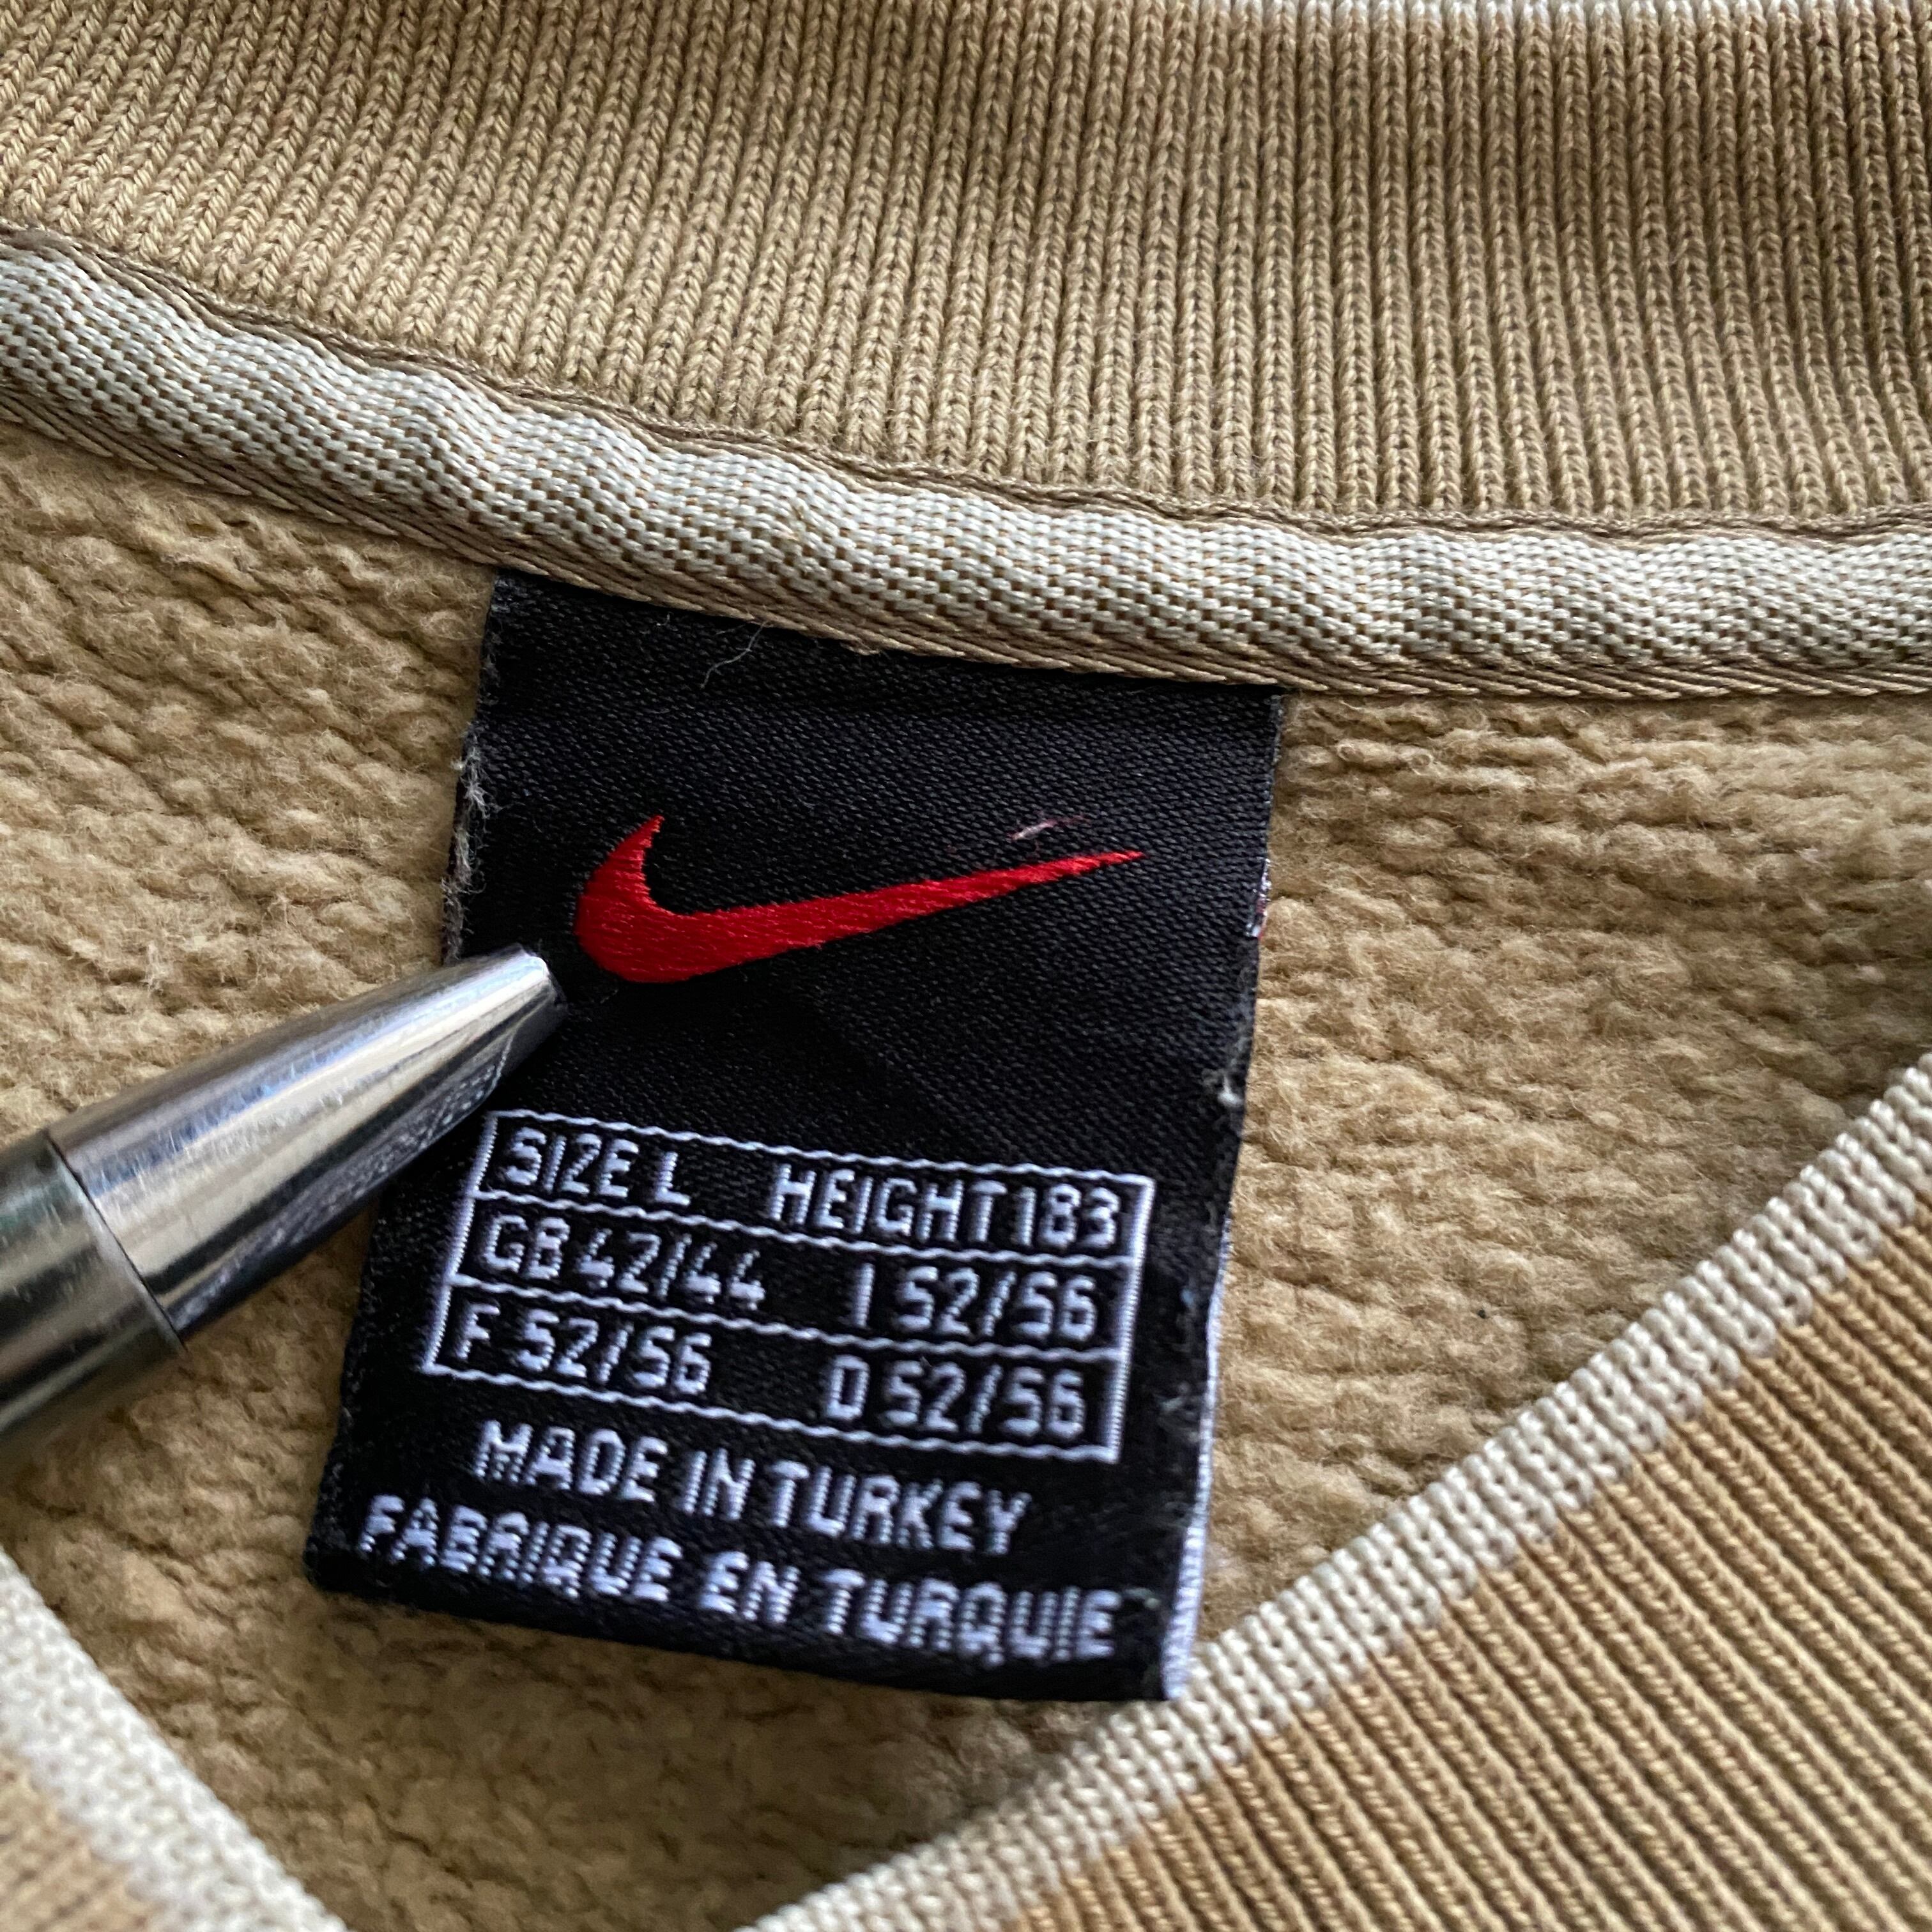 SIZE L HEIGHT 183
GB 42/44 I 52/56
F 52/56 D 52/56
MADE IN TURKEY
FABRIQUE EN TURQUIE